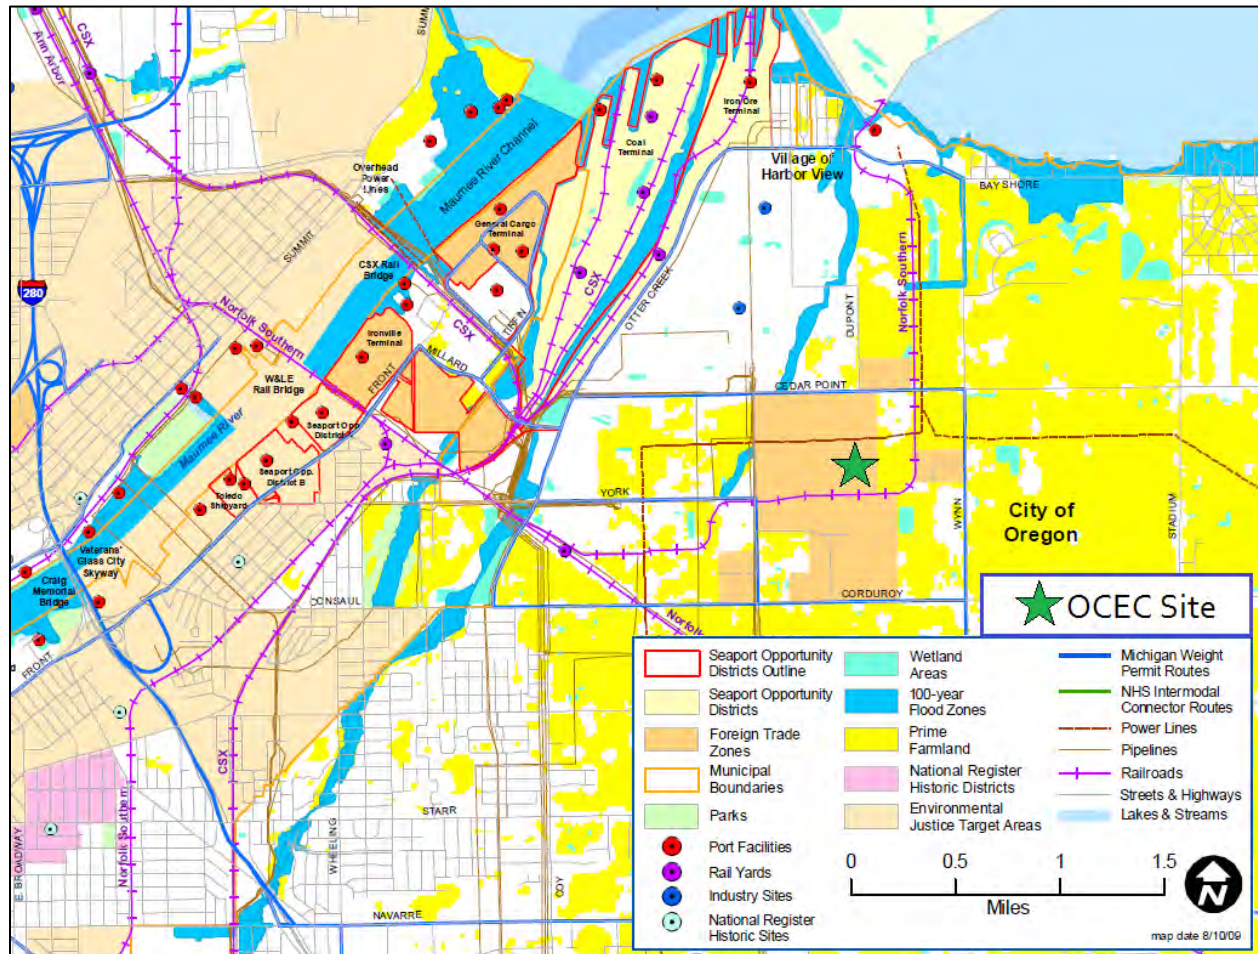 CSX
Ann Arbor
SUMM
Overhead
Power
Lines
Maumee River Channel
Iron Ore
Terminal
Coal
Terminal
Village of
Harbor View
BAY SHORE
General Cargo
Terminal
SUMMIT
CSX Rail
Bridge
CSX
OTTER CREEK
Norfolk Southern
DUPONT
280
Norfolk Southern
CSX
TIFFIN
Ironville
Terminal
MILLARD
FRONT
W&LE
Rail Bridge
CEDAR POINT
Seaport Opp.
District
Maumee River
Seaport Opp.
District B
Toledo
Shipyard
YORK
WYNN
City of
Oregon
STADIUM
Veterans'
Glass City
Skyway
Craig
Memorial
Bridge
ONSAUL
CORDUROY
FRONT
Norfolk
CSX
Norfolk Southern
STARR
WHEELING
COY
E. BROADWAY
NAVARRE
OCEC Site
Seaport Opportunity
Districts Outline
Seaport Opportunity
Districts
Foreign Trade
Zones
Municipal
Boundaries
Parks
Port Facilities
Rail Yards
Industry Sites
National Register
Historic Sites
Wetland
Areas
100-year
Flood Zones
Prime
Farmland
National Register
Historic Districts
Environmental
Justice Target Areas
Michigan Weight
Permit Routes
NHS Intermodal
Connector Routes
Power Lines
Pipelines
Railroads
Streets & Highways
Lakes & Streams
0 0.5 1 1.5
Miles
N
map date 8/10/09